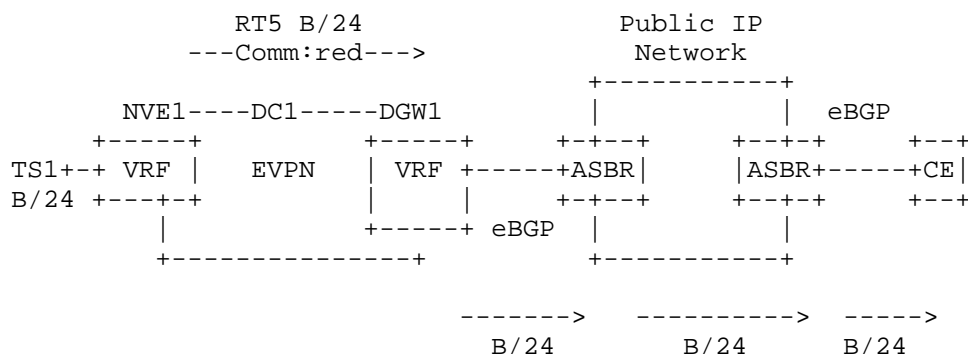 RT5 B/24 Public IP
---Comm:red---> Network
+-----------+
NVE1----DC1-----DGW1 | | eBGP
+-----+ +-----+ +-+--+ +--+-+ +--+
TS1+-+ VRF | EVPN | VRF +------+ASBR| |ASBR+------+CE|
B/24 +---+-+ | | +-+--+ +--+-+ +--+
| +-----+ eBGP | |
+---------------+ +-----------+
-------> ----------> ----->
B/24 B/24 B/24